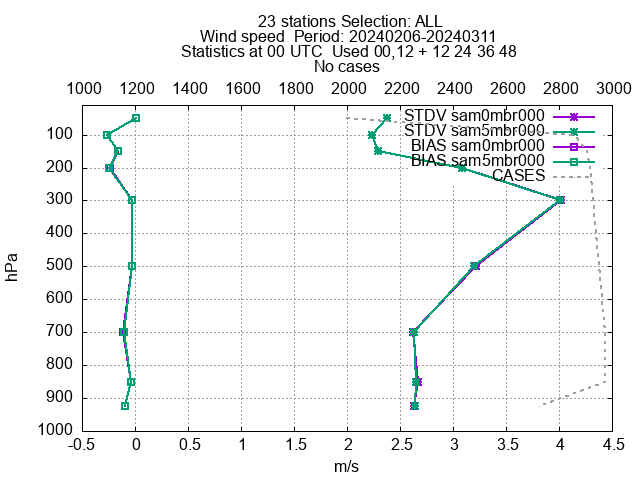 23 stations Selection: ALL
Wind speed  Period: 20240206-20240311
Statistics at 00 UTC  Used 00,12 + 12 24 36 48
No cases
1000 1200 1400 1600 1800 2000 2200 2400 2600 2800 3000
STDV sam0mbr000
STDV sam5mbr000
BIAS sam0mbr000
BIAS sam5mbr000
CASES
100
200
300
400
500
600
700
800
900
1000
hPa
-0.5 0 0.5 1 1.5 2 2.5 3 3.5 4 4.5
m/s